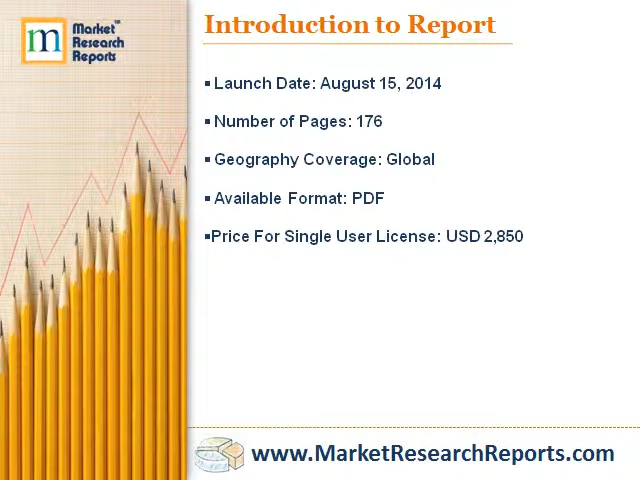 m
Market™
Research
Reports
Introduction to Report
▪ Launch Date: August 15, 2014
▪ Number of Pages: 176
▪ Geography Coverage: Global
▪ Available Format: PDF
▪Price For Single User License: USD 2,850
www.MarketResearchReports.com